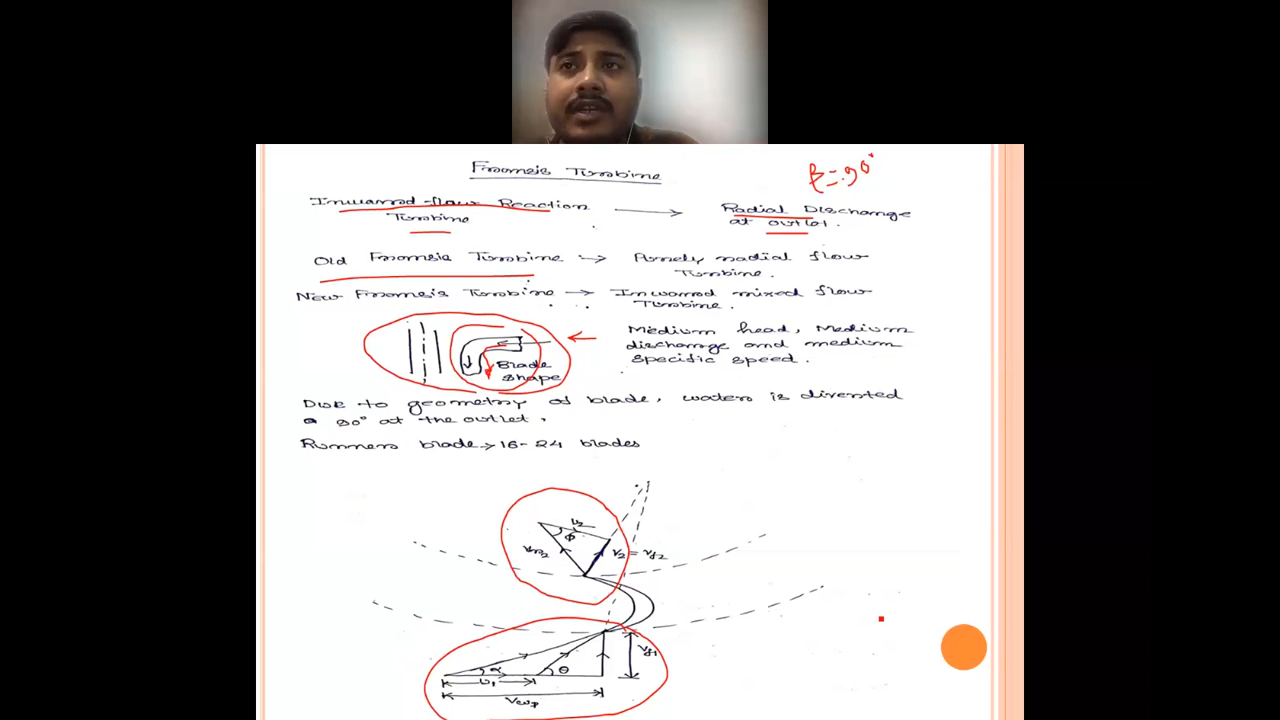 Francis Turbine
β = 90°
Inward flow Reaction Turbine → Radial Discharge at outlet.
Old Francis Turbine → Purely radial flow Turbine.
New Francis Turbine → Inward mixed flow Turbine.
Medium head, Medium
discharge and medium
specific speed.
Blade
shape
Due to geometry of blade, water is diverted
90° at the outlet.
Runner blade → 16-24 blades
u2
φ
Vr2
V2 = Vf2
Vf1
α
θ
u1
Vw1